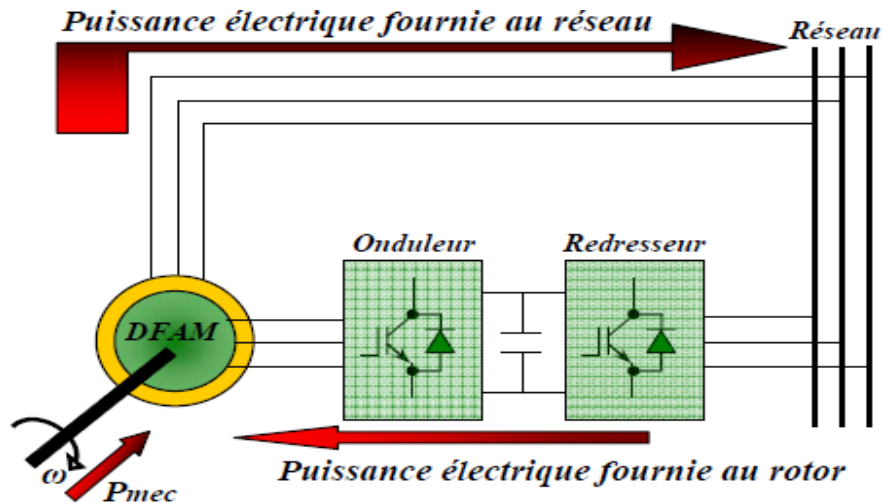 Puissance électrique fournie au réseau
Réseau
Onduleur
Redresseur
DFAM
ω
Pmec
Puissance électrique fournie au rotor